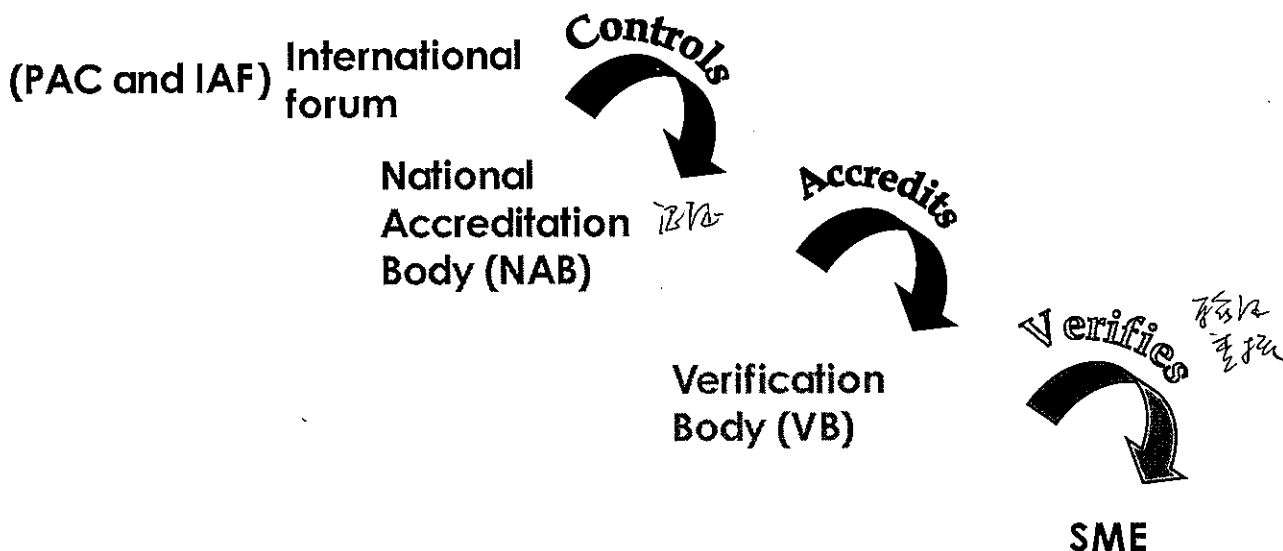 Controls
(PAC and IAF) International
forum
National
Accreditation
Body (NAB)
Accredits
Verifies
Verification
Body (VB)
SME